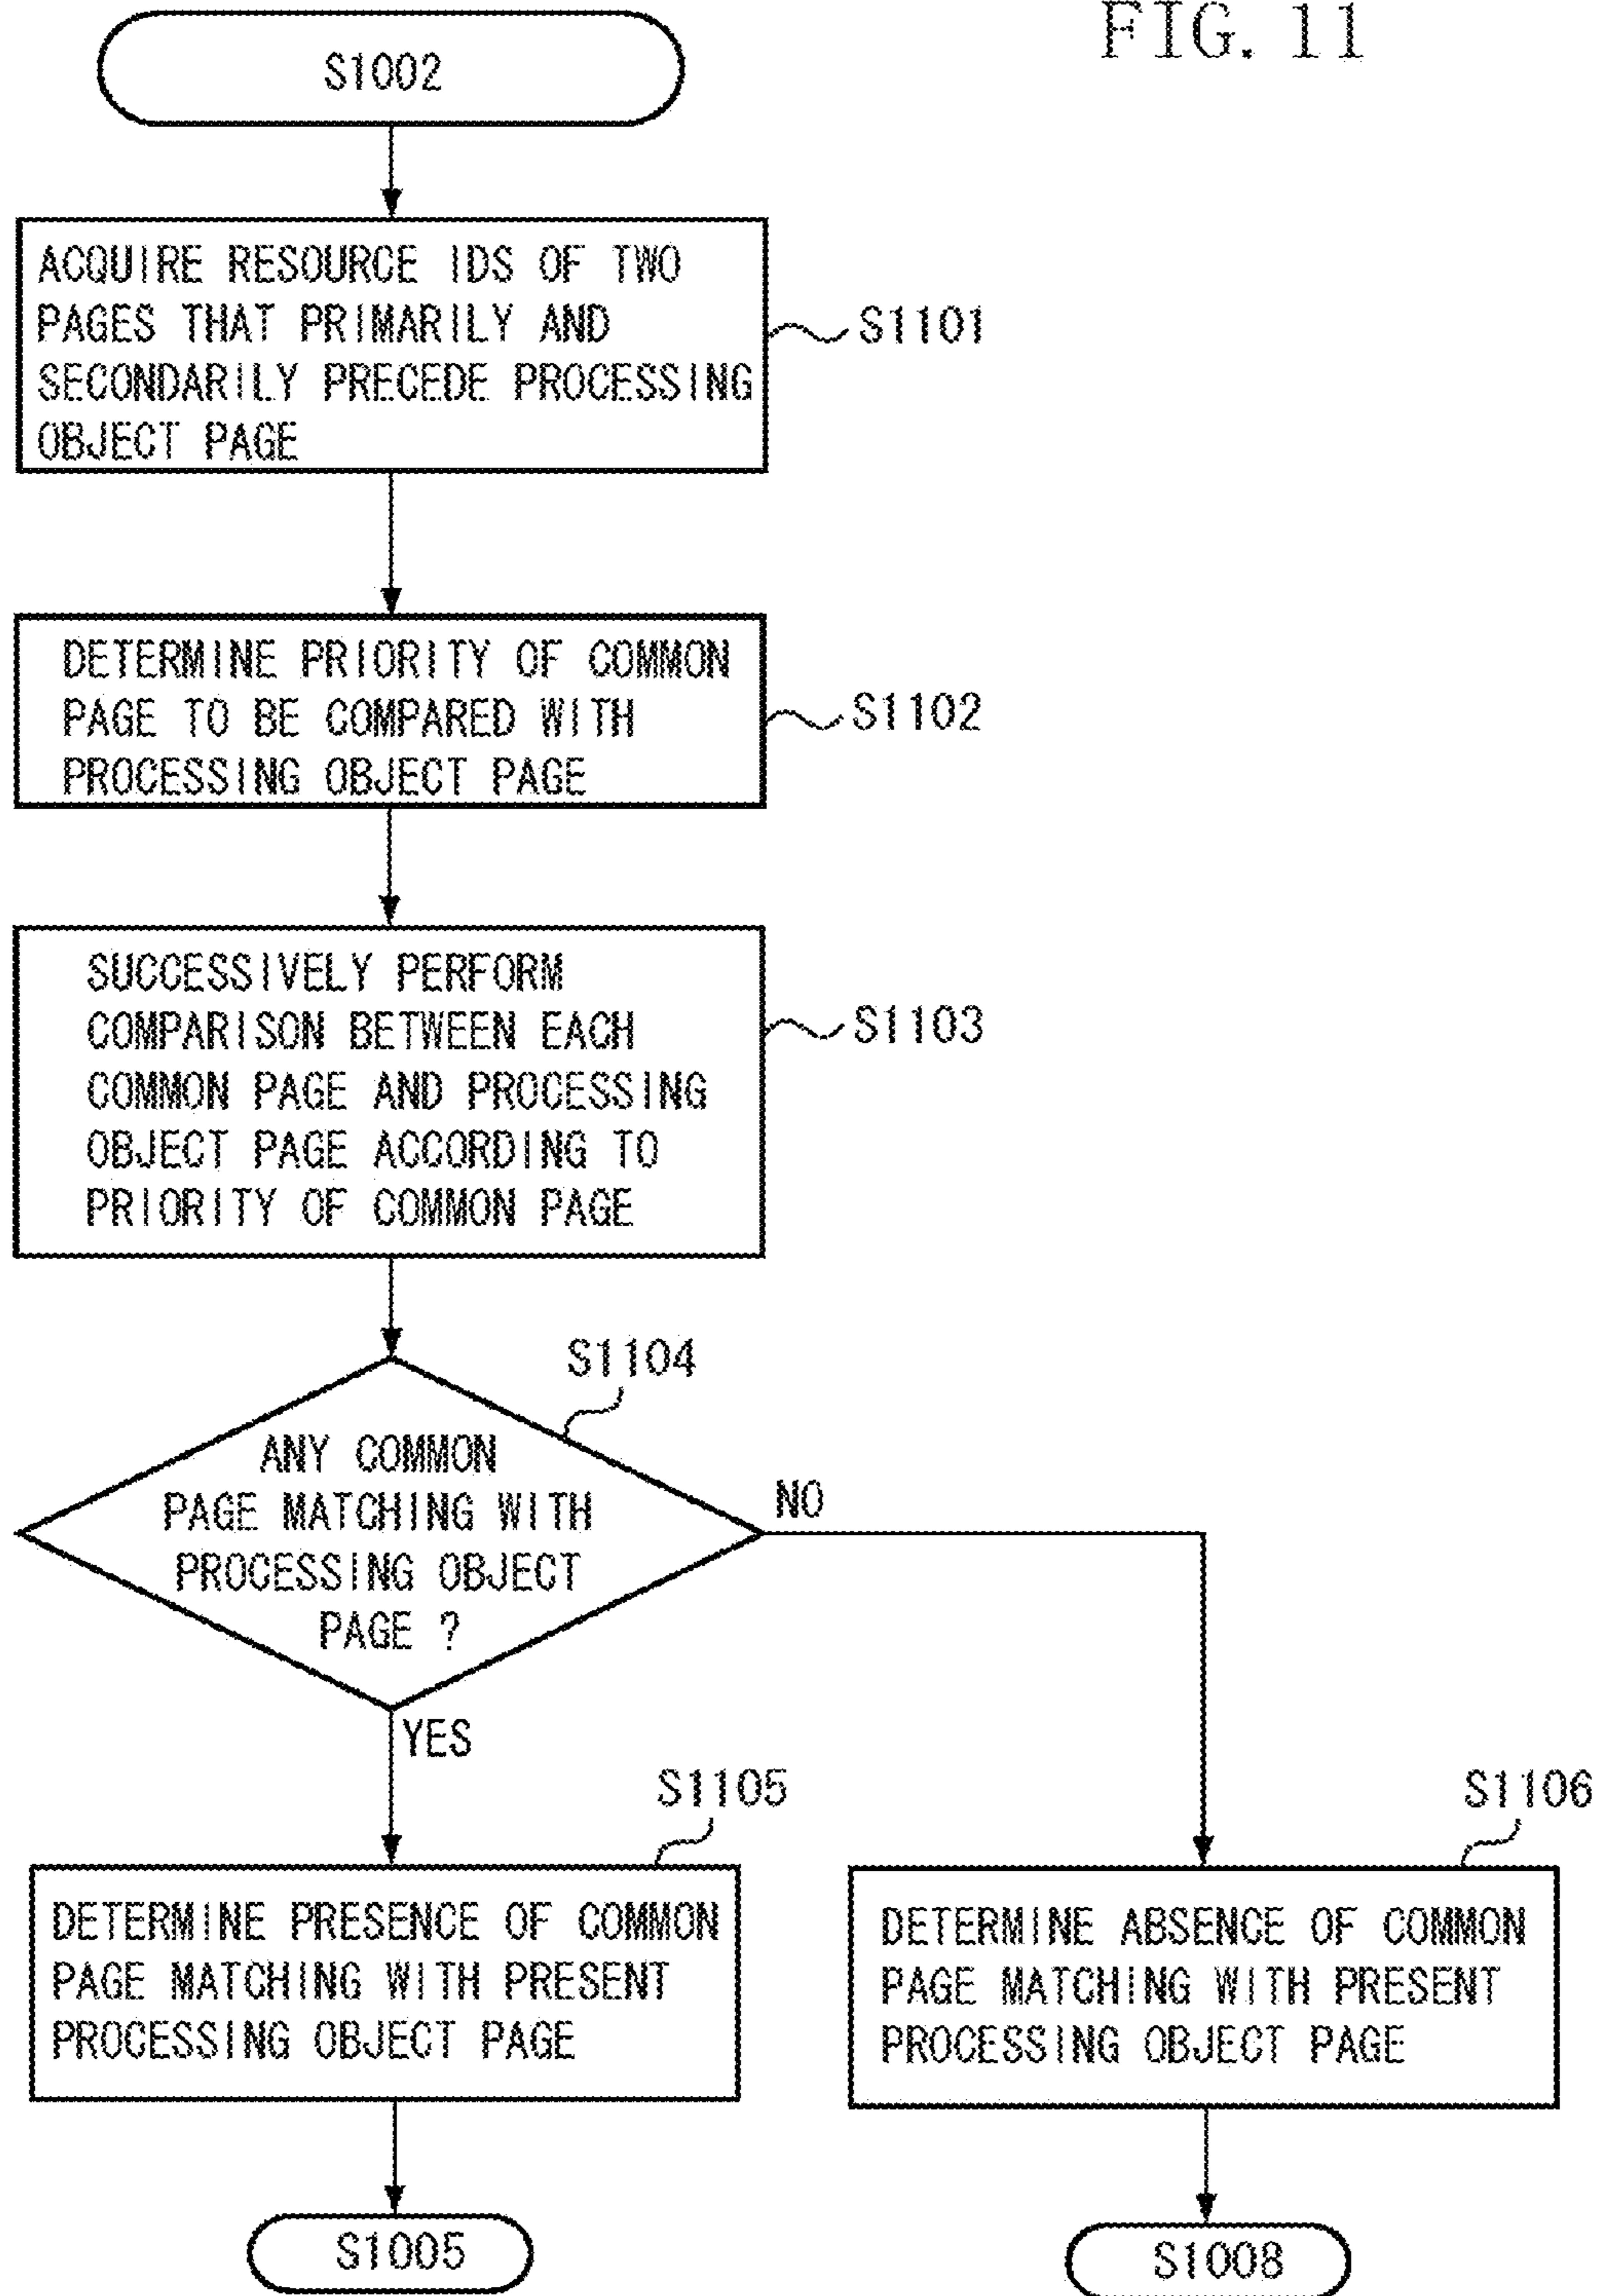 FIG. 11
S1002
ACQUIRE RESOURCE IDS OF TWO
PAGES THAT PRIMARILY AND
SECONDARILY PRECEDE PROCESSING
OBJECT PAGE
S1101
DETERMINE PRIORITY OF COMMON
PAGE TO BE COMPARED WITH
PROCESSING OBJECT PAGE
S1102
SUCCESSIVELY PERFORM
COMPARISON BETWEEN EACH
COMMON PAGE AND PROCESSING
OBJECT PAGE ACCORDING TO
PRIORITY OF COMMON PAGE
S1103
S1104
ANY COMMON
PAGE MATCHING WITH
PROCESSING OBJECT
PAGE ?
NO
YES
S1105
DETERMINE PRESENCE OF COMMON
PAGE MATCHING WITH PRESENT
PROCESSING OBJECT PAGE
S1106
DETERMINE ABSENCE OF COMMON
PAGE MATCHING WITH PRESENT
PROCESSING OBJECT PAGE
S1005
S1008